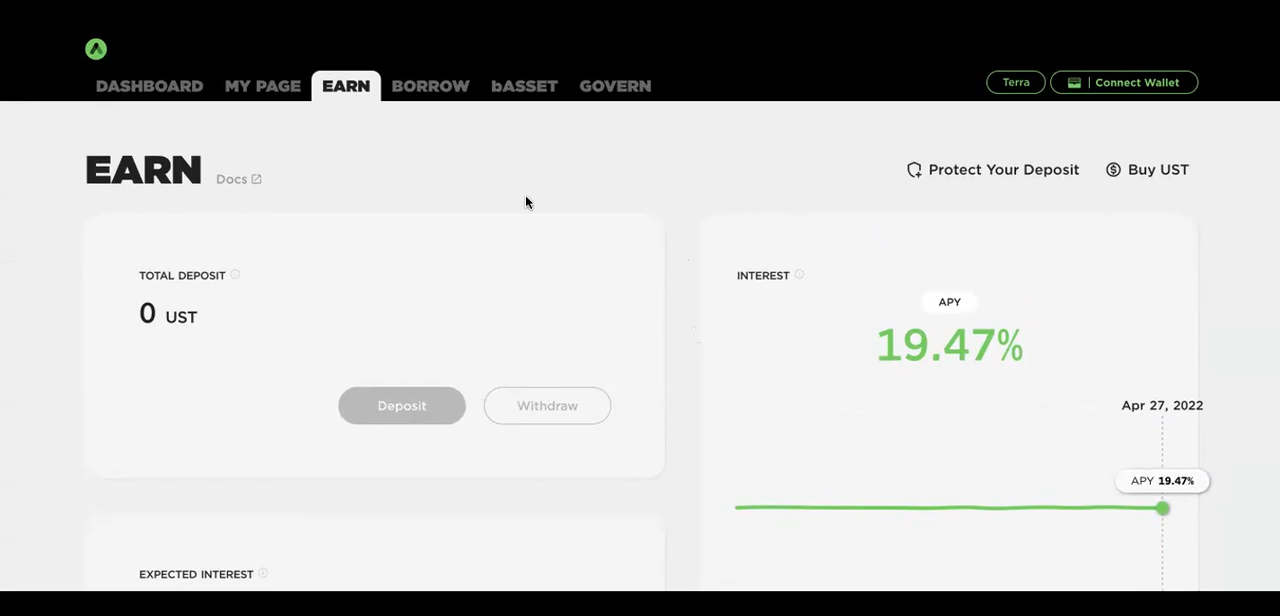 DASHBOARD MY PAGE EARN BORROW bASSET GOVERN Terra Connect Wallet
EARN Docs Protect Your Deposit Buy UST
TOTAL DEPOSIT
0 UST
Deposit Withdraw
EXPECTED INTEREST
INTEREST
APY
19.47%
Apr 27, 2022
APY 19.47%